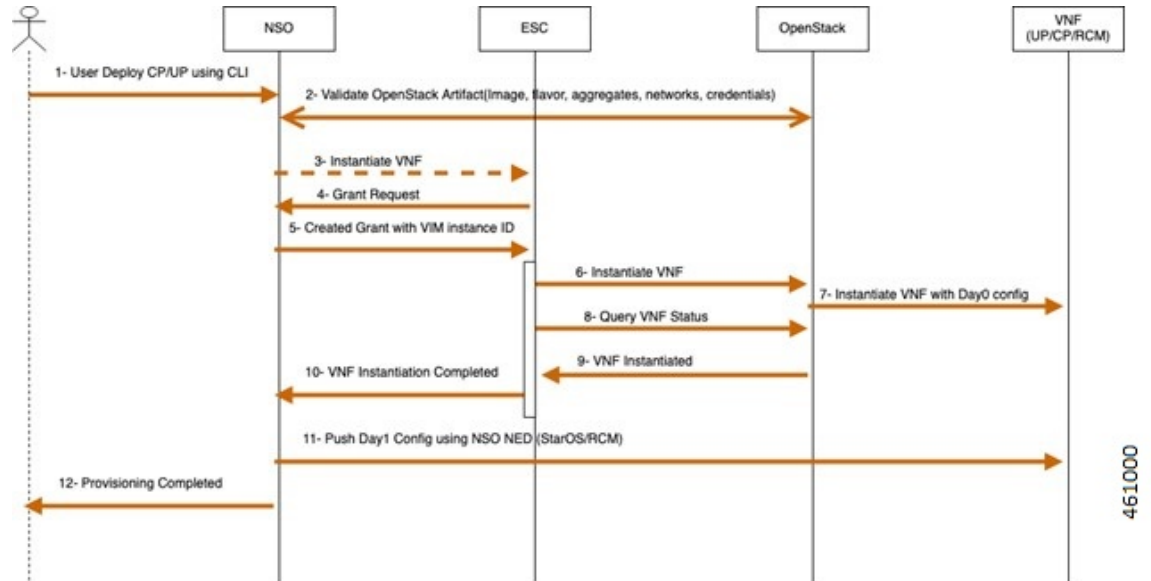 NSO
ESC
OpenStack
VNF
(UP/CP/RCM)
1- User Deploy CP/UP using CLI
2- Validate OpenStack Artifact(Image, flavor, aggregates, networks, credentials)
3- Instantiate VNF
4- Grant Request
5- Created Grant with VIM instance ID
6- Instantiate VNF
7- Instantiate VNF with Day0 config
8- Query VNF Status
9- VNF Instantiated
10- VNF Instantiation Completed
11- Push Day1 Config using NSO NED (StarOS/RCM)
12- Provisioning Completed
461000